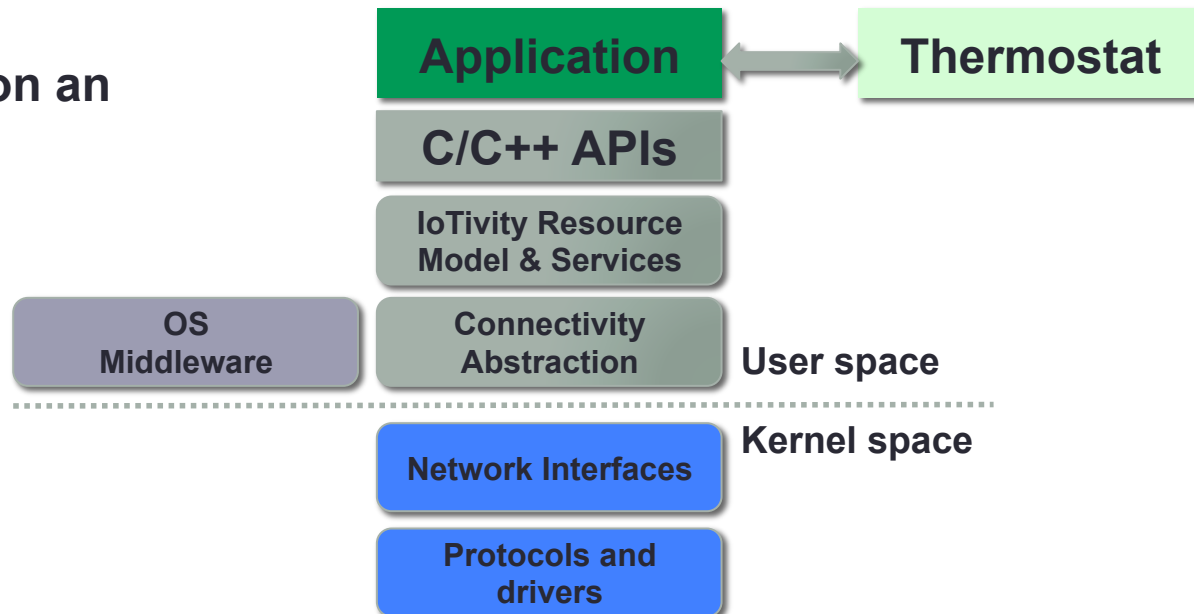 on an
Application
Thermostat
C/C++ APIs
IoTivity Resource
Model & Services
OS
Middleware
Connectivity
Abstraction
User space
Kernel space
Network Interfaces
Protocols and
drivers